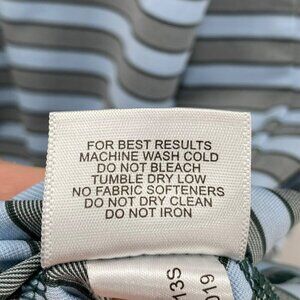 FOR BEST RESULTS
MACHINE WASH COLD
DO NOT BLEACH
TUMBLE DRY LOW
NO FABRIC SOFTENERS
DO NOT DRY CLEAN
DO NOT IRON